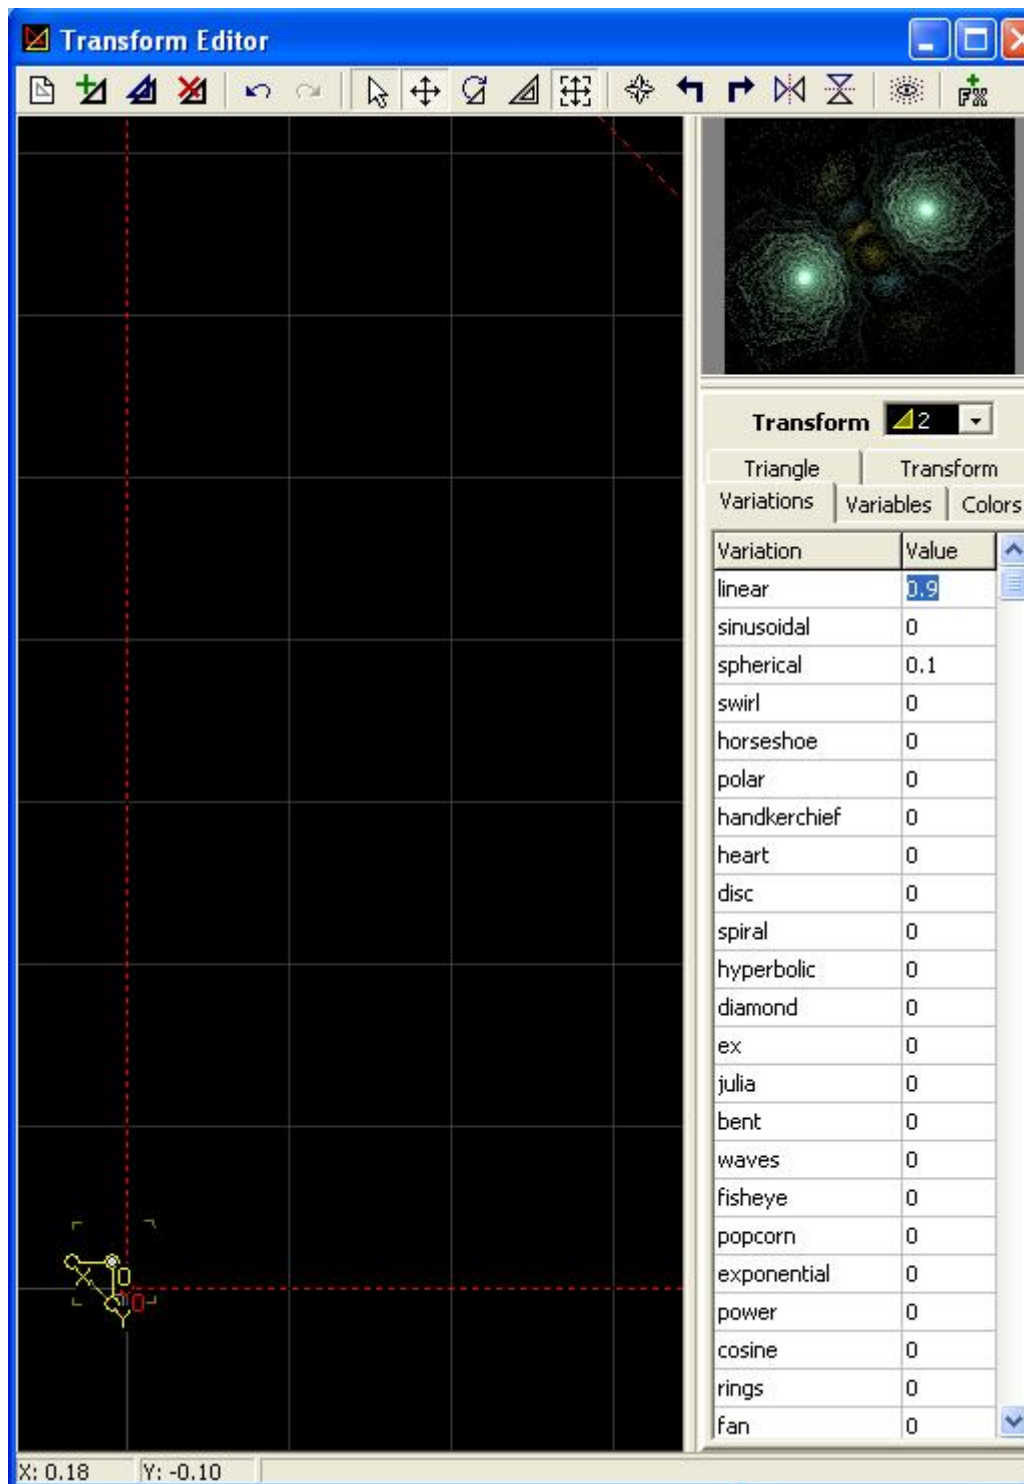 Transform Editor
FX
Transform 2
Triangle Transform
Variations Variables Colors
Variation Value
linear 0.9
sinusoidal 0
spherical 0.1
swirl 0
horseshoe 0
polar 0
handkerchief 0
heart 0
disc 0
spiral 0
hyperbolic 0
diamond 0
ex 0
julia 0
bent 0
waves 0
fisheye 0
popcorn 0
exponential 0
power 0
cosine 0
rings 0
fan 0
X O
Y O
X: 0.18 Y: -0.10